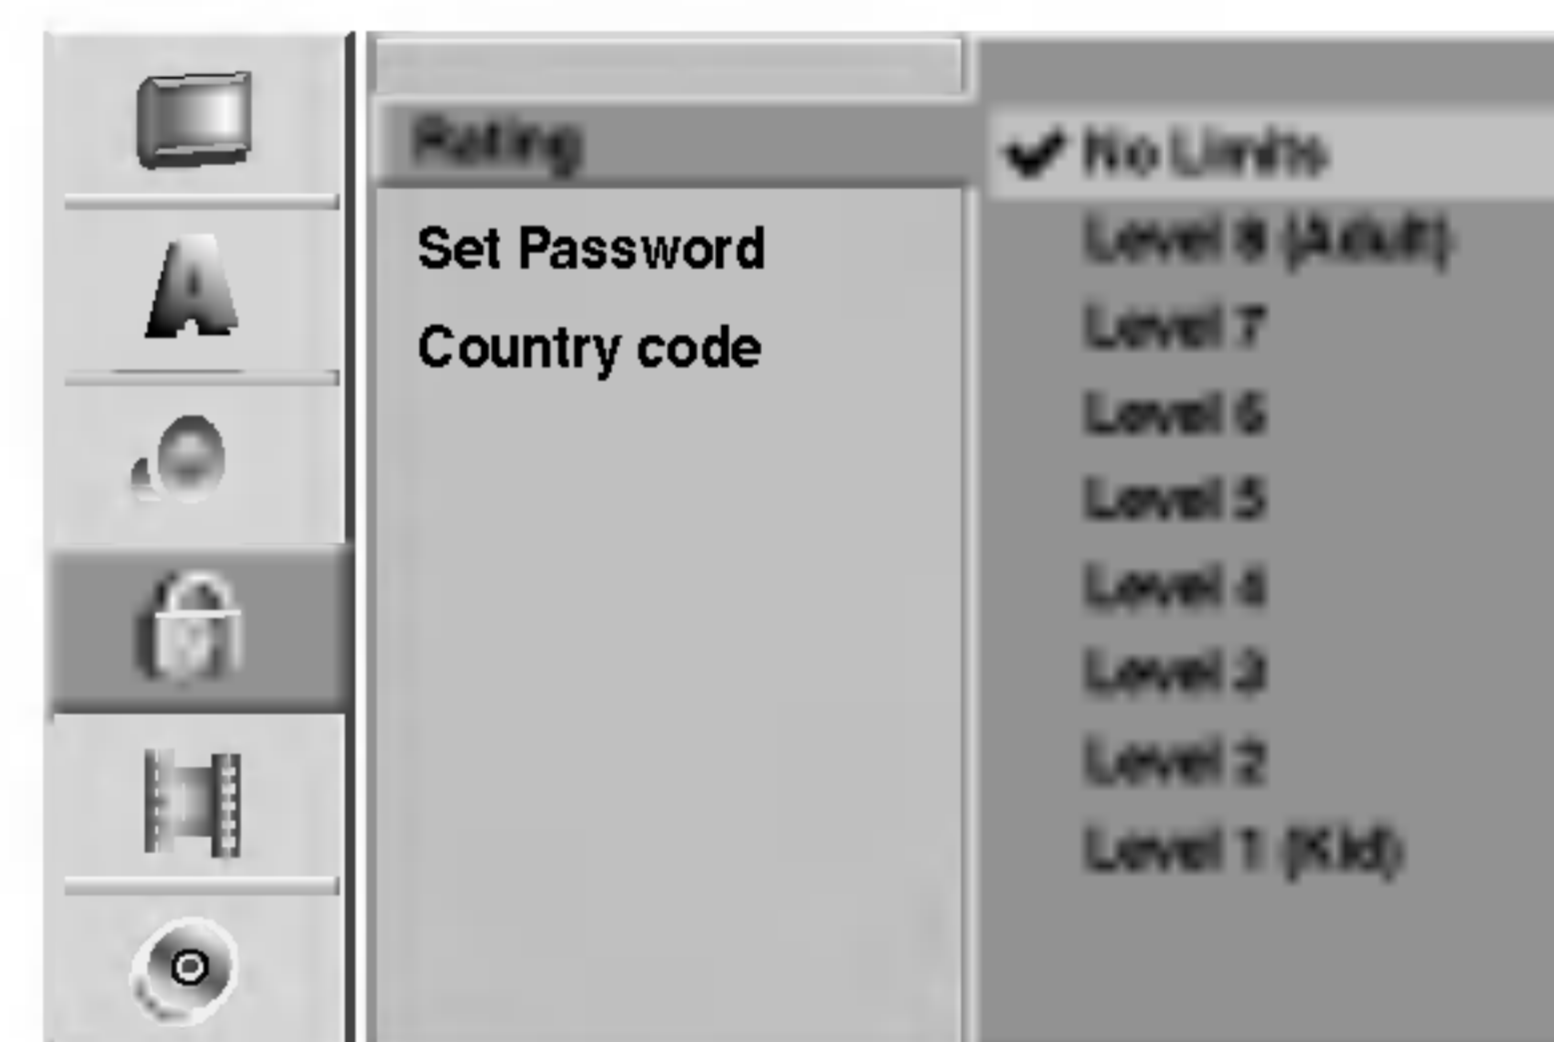 Rating
Set Password
Country code
No Limits
Level 8 (Adult)
Level 7
Level 6
Level 5
Level 4
Level 3
Level 2
Level 1 (Kid)